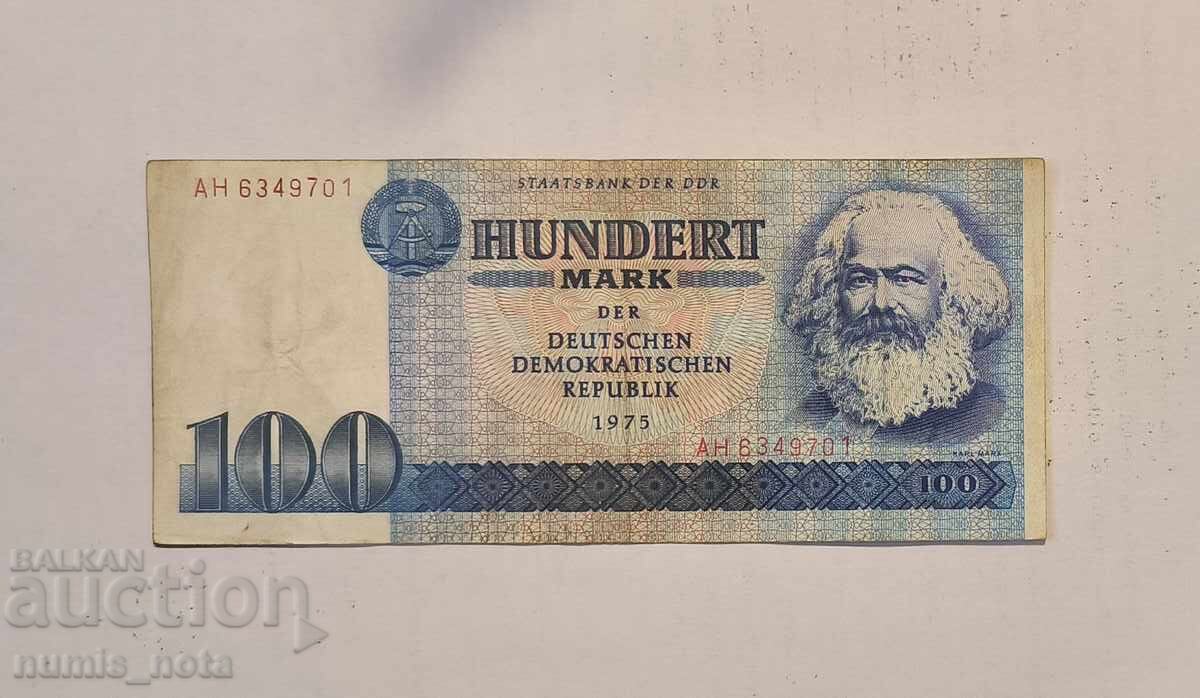 AH 6349701
STAATSBANK DER DDR
HUNDERT
MARK
DER
DEUTSCHEN
DEMOKRATISCHEN
REPUBLIK
1975
AH 6349701
KARL MARX
100
100
BALKAN
auction
numis_nota